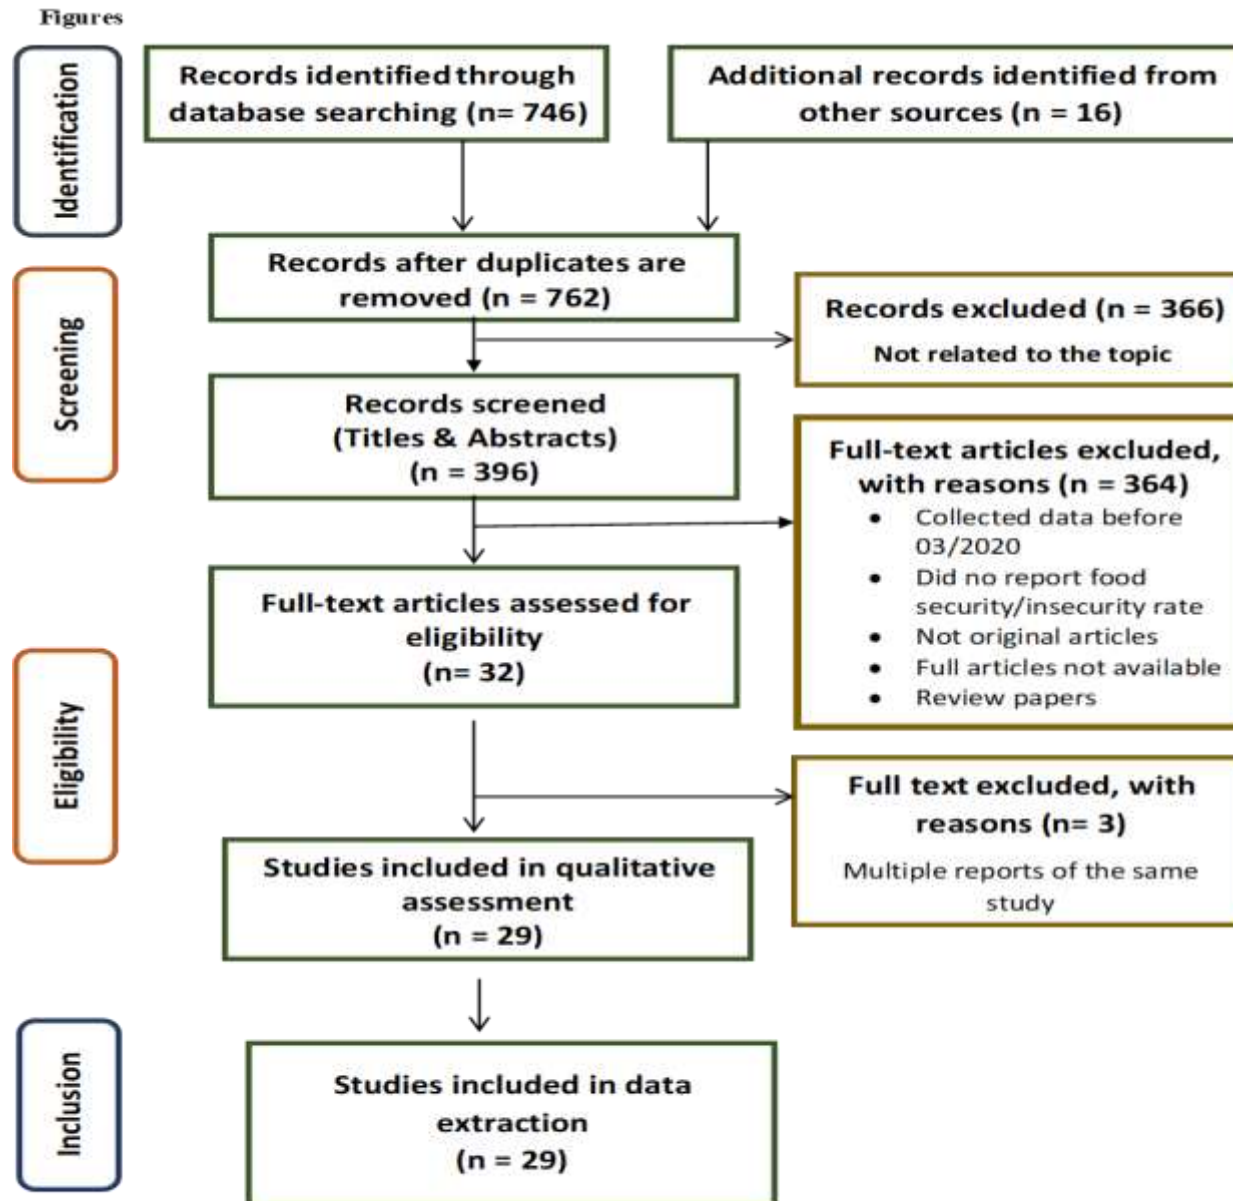 Figures
Identification
Records identified through
database searching (n= 746)
Additional records identified from
other sources (n = 16)
Records after duplicates are
removed (n = 762)
Screening
Records excluded (n = 366)
Not related to the topic
Records screened
(Titles & Abstracts)
(n = 396)
Full-text articles excluded,
with reasons (n = 364)
• Collected data before
03/2020
• Did no report food
security/insecurity rate
• Not original articles
• Full articles not available
• Review papers
Full-text articles assessed for
eligibility
(n= 32)
Eligibility
Full text excluded, with
reasons (n= 3)
Multiple reports of the same
study
Studies included in qualitative
assessment
(n = 29)
Inclusion
Studies included in data
extraction
(n = 29)